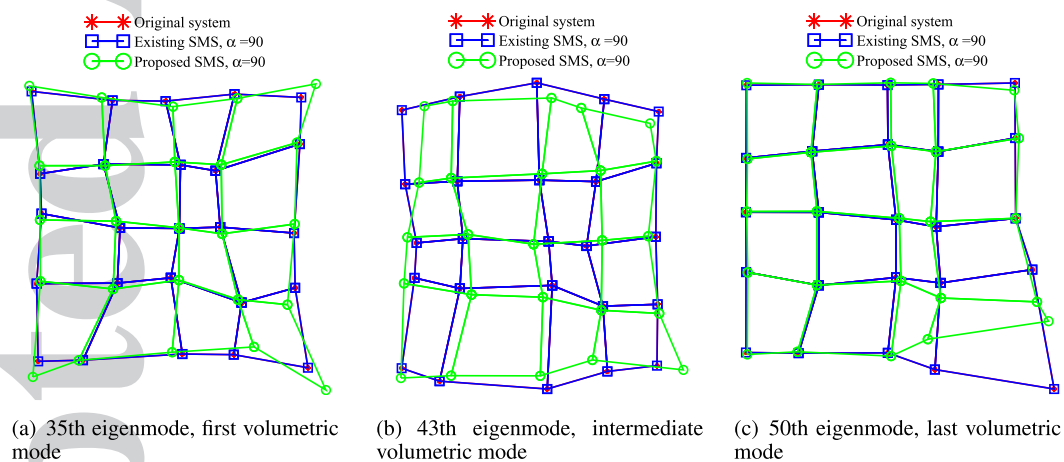 Original system
Existing SMS, α =90
Proposed SMS, α=90
Original system
Existing SMS, α =90
Proposed SMS, α=90
Original system
Existing SMS, α =90
Proposed SMS, α=90
(a) 35th eigenmode, first volumetric
mode
(b) 43th eigenmode, intermediate
volumetric mode
(c) 50th eigenmode, last volumetric
mode